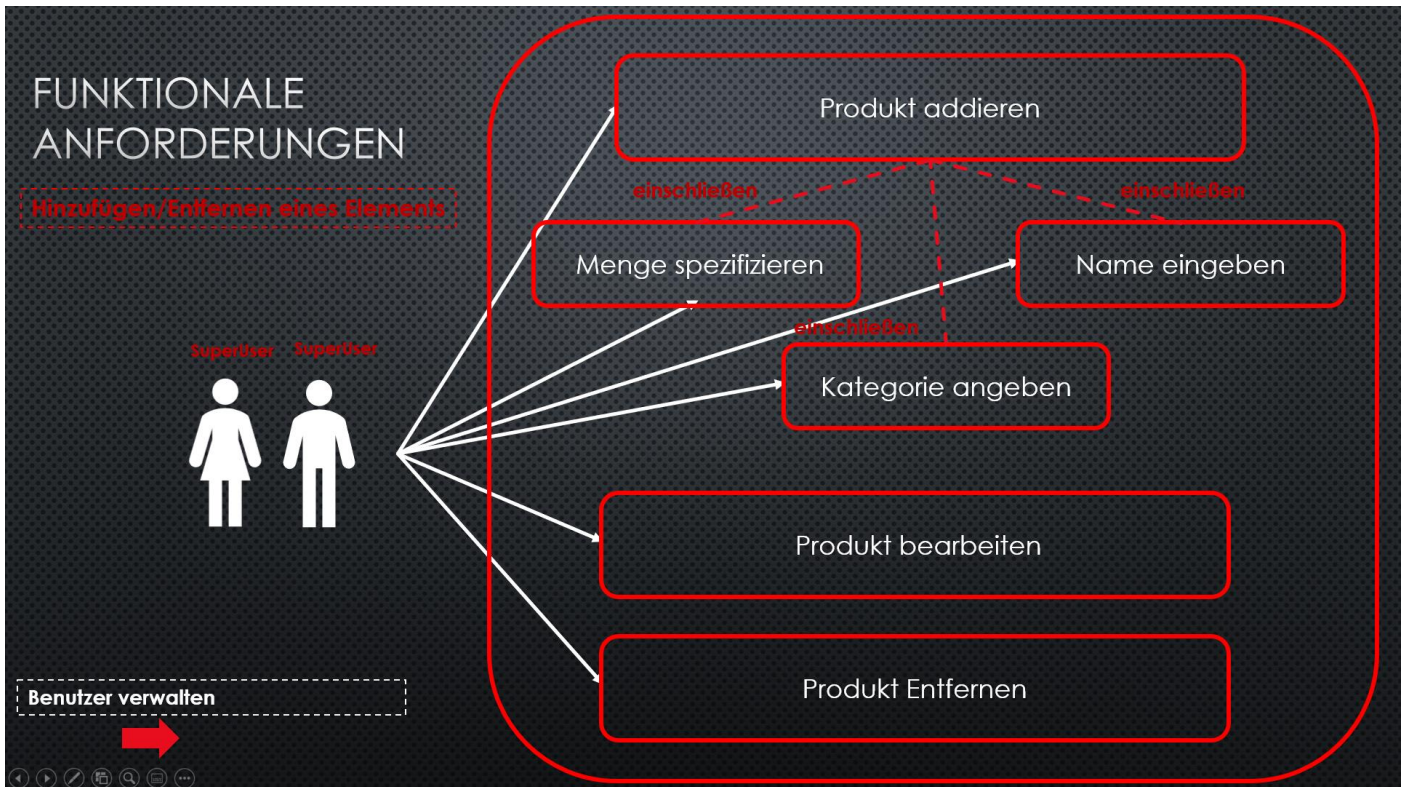 FUNKTIONALE
ANFORDERUNGEN
Hinzufügen/Entfernen eines Elements
Produkt addieren
einschließen
einschließen
Menge spezifizieren
Name eingeben
einschließen
SuperUser
SuperUser
Kategorie angeben
Produkt bearbeiten
Produkt Entfernen
Benutzer verwalten